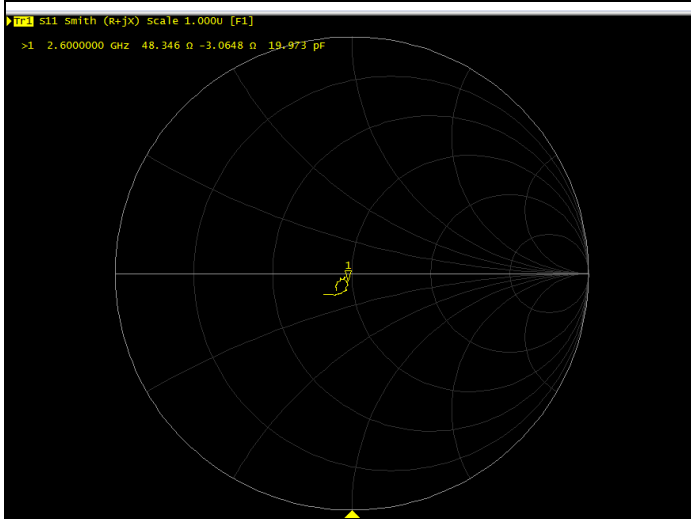 Tr1 S11 Smith (R+jX) Scale 1.000U [F1]
>1 2.6000000 GHz 48.346 Ω -3.0648 Ω 19.973 pF
1